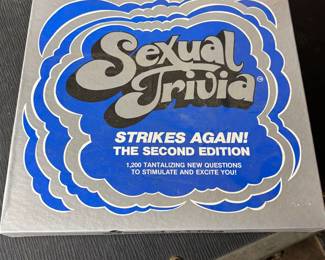 Sexual
Trivia
STRIKES AGAIN!
THE SECOND EDITION
1,200 TANTALIZING NEW QUESTIONS
TO STIMULATE AND EXCITE YOU!